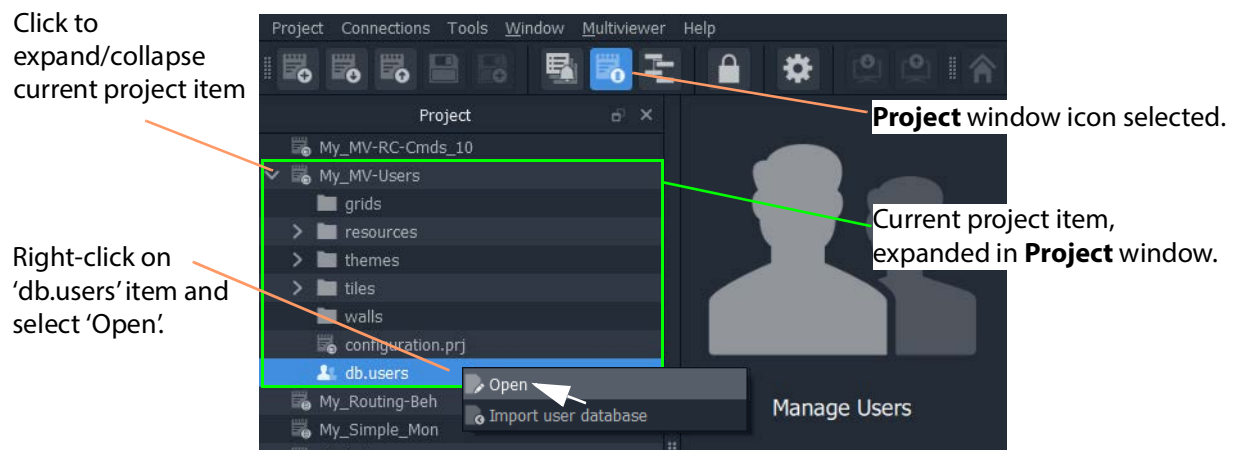 Click to
expand/collapse
current project item
Project Connections Tools Window Multiviewer Help
Project
Project window icon selected.
My_MV-RC-Cmds_10
My_MV-Users
grids
resources
themes
tiles
walls
configuration.prj
db.users
My_Routing-Beh
My_Simple_Mon
Current project item,
expanded in Project window.
Right-click on
‘db.users’ item and
select ‘Open’.
Open
Import user database
Manage Users